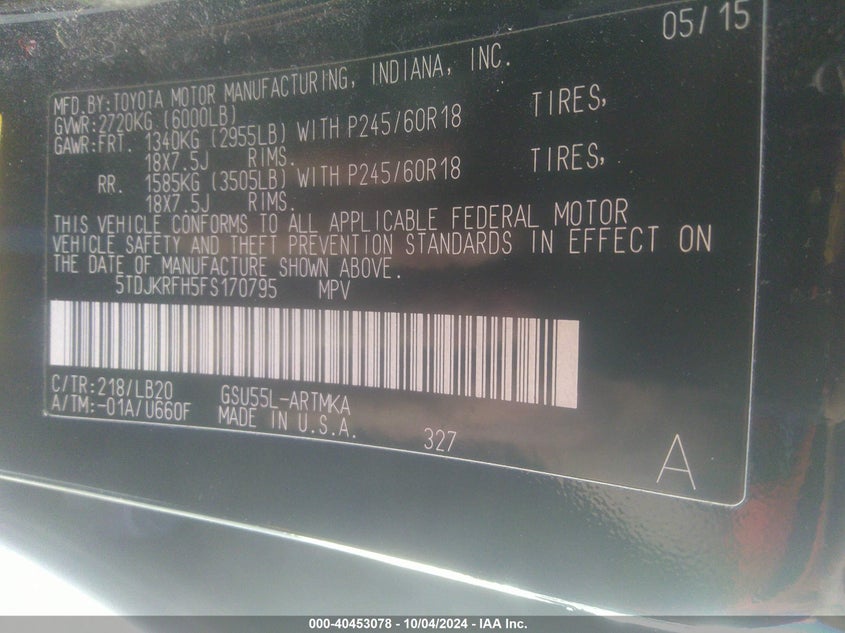 05/15
MFD.BY:TOYOTA MOTOR MANUFACTURING, INDIANA, INC.
GVWR:2720KG (6000LB)
GAWR:FRT. 1340KG (2955LB) WITH P245/60R18 TIRES,
18X7.5J RIMS.
RR. 1585KG (3505LB) WITH P245/60R18 TIRES,
18X7.5J RIMS.
THIS VEHICLE CONFORMS TO ALL APPLICABLE FEDERAL MOTOR
VEHICLE SAFETY AND THEFT PREVENTION STANDARDS IN EFFECT ON
THE DATE OF MANUFACTURE SHOWN ABOVE.
5TDJKRFH5FS170795 MPV
C/TR:218/LB20 GSU55L-ARTMKA
A/TM:-01A/U660F MADE IN U.S.A.
327
A
000-40453078 - 10/04/2024 - IAA Inc.